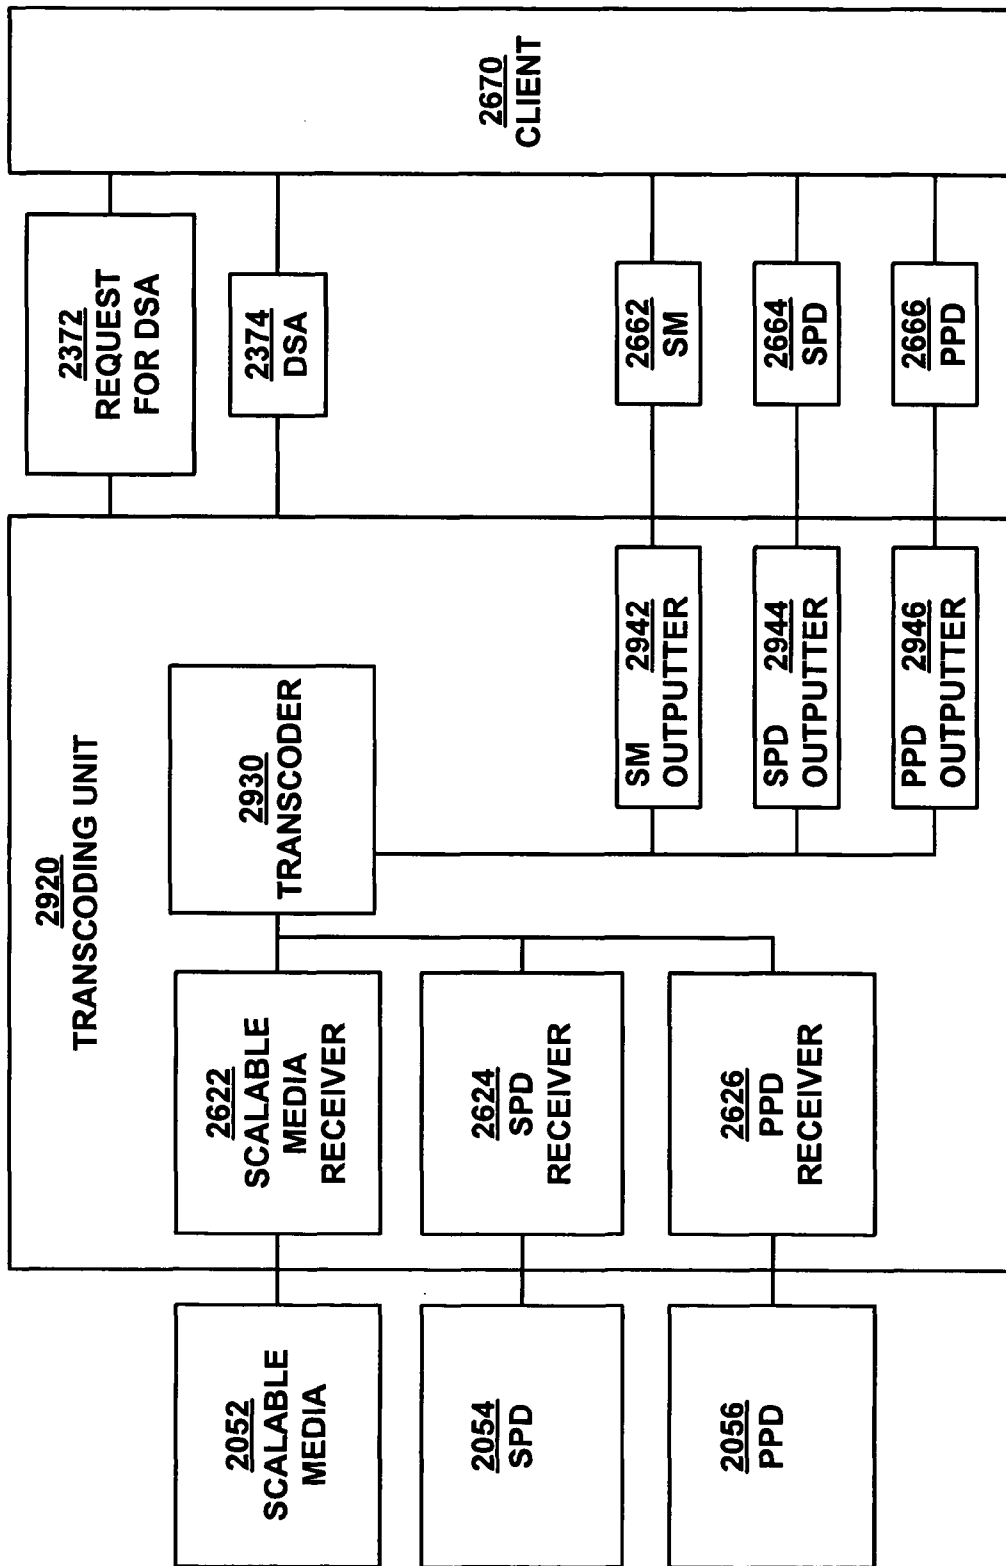 2920
TRANSCODING UNIT
2052
SCALABLE
MEDIA
2622
SCALABLE
MEDIA
RECEIVER
2930
TRANSCODER
2372
REQUEST
FOR DSA
2374
DSA
2670
CLIENT
2054
SPD
2624
SPD
RECEIVER
2056
PPD
2626
PPD
RECEIVER
SM 2942
OUTPUTTER
2662
SM
SPD 2944
OUTPUTTER
2664
SPD
PPD 2946
OUTPUTTER
2666
PPD